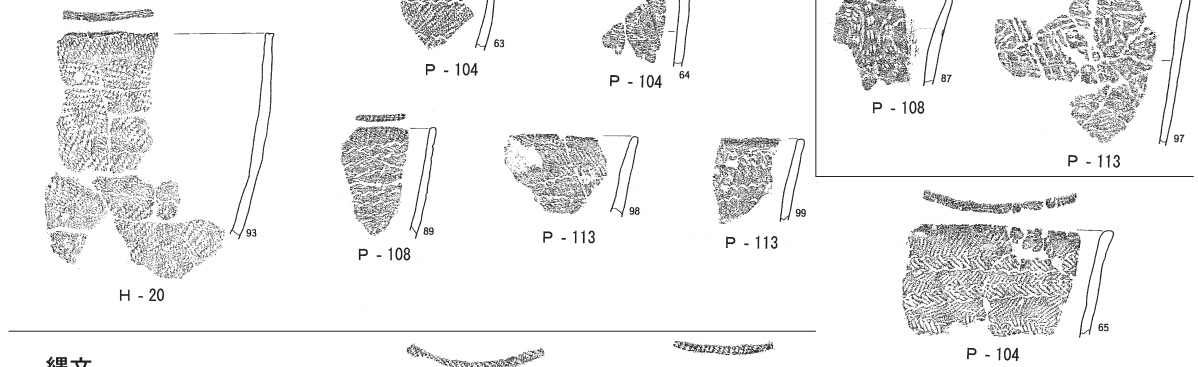 63
P - 104
64
P - 104
87
P - 108
97
P - 113
93
H - 20
89
P - 108
98
P - 113
99
P - 113
65
P - 104
縄文